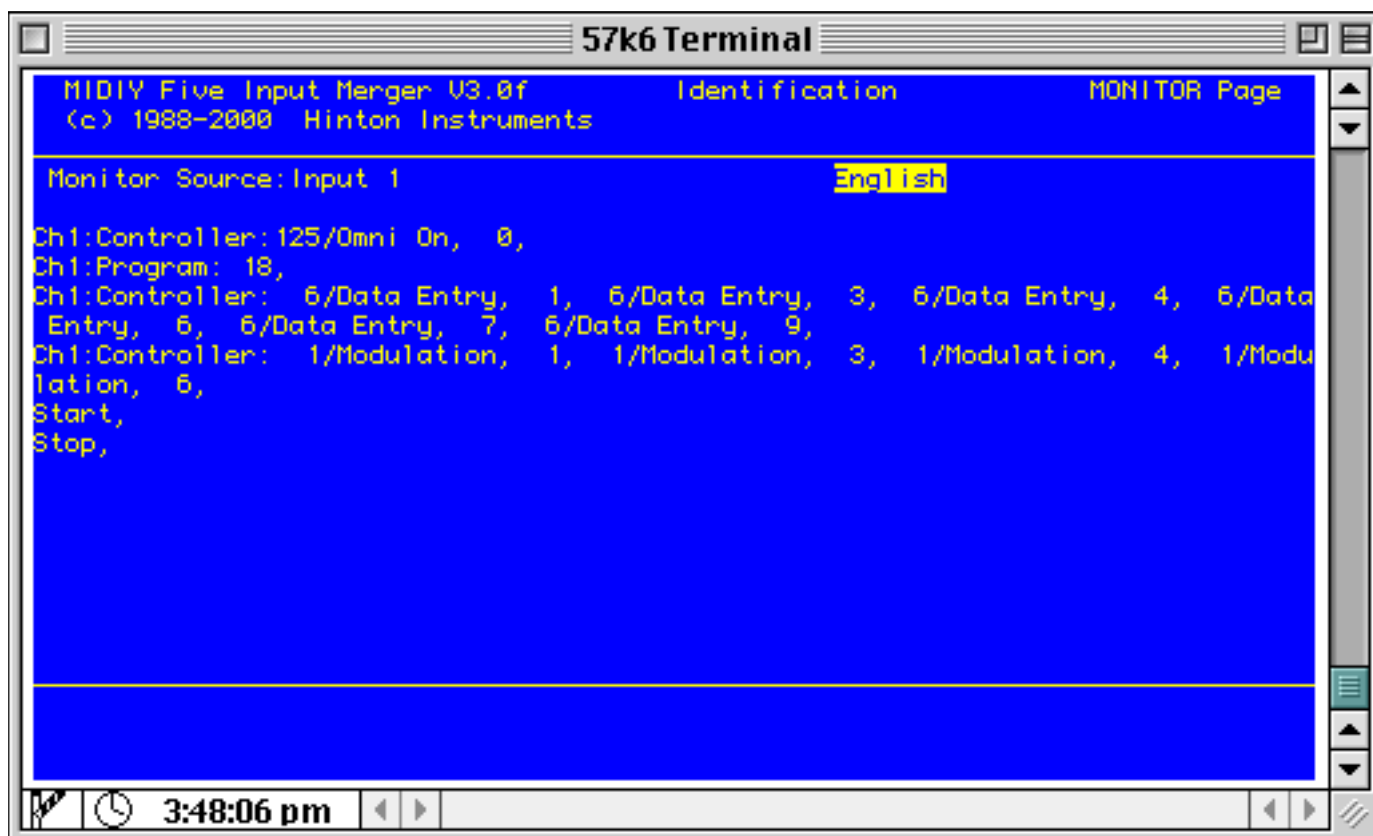 57k6 Terminal
MIDIY Five Input Merger V3.0f Identification MONITOR Page
(c) 1988-2000 Hinton Instruments
Monitor Source:Input 1 English
Ch1:Controller:125/Omni On, 0,
Ch1:Program: 18,
Ch1:Controller: 6/Data Entry, 1, 6/Data Entry, 3, 6/Data Entry, 4, 6/Data
Entry, 6, 6/Data Entry, 7, 6/Data Entry, 9,
Ch1:Controller: 1/Modulation, 1, 1/Modulation, 3, 1/Modulation, 4, 1/Modu
lation, 6,
Start,
Stop,
3:48:06 pm